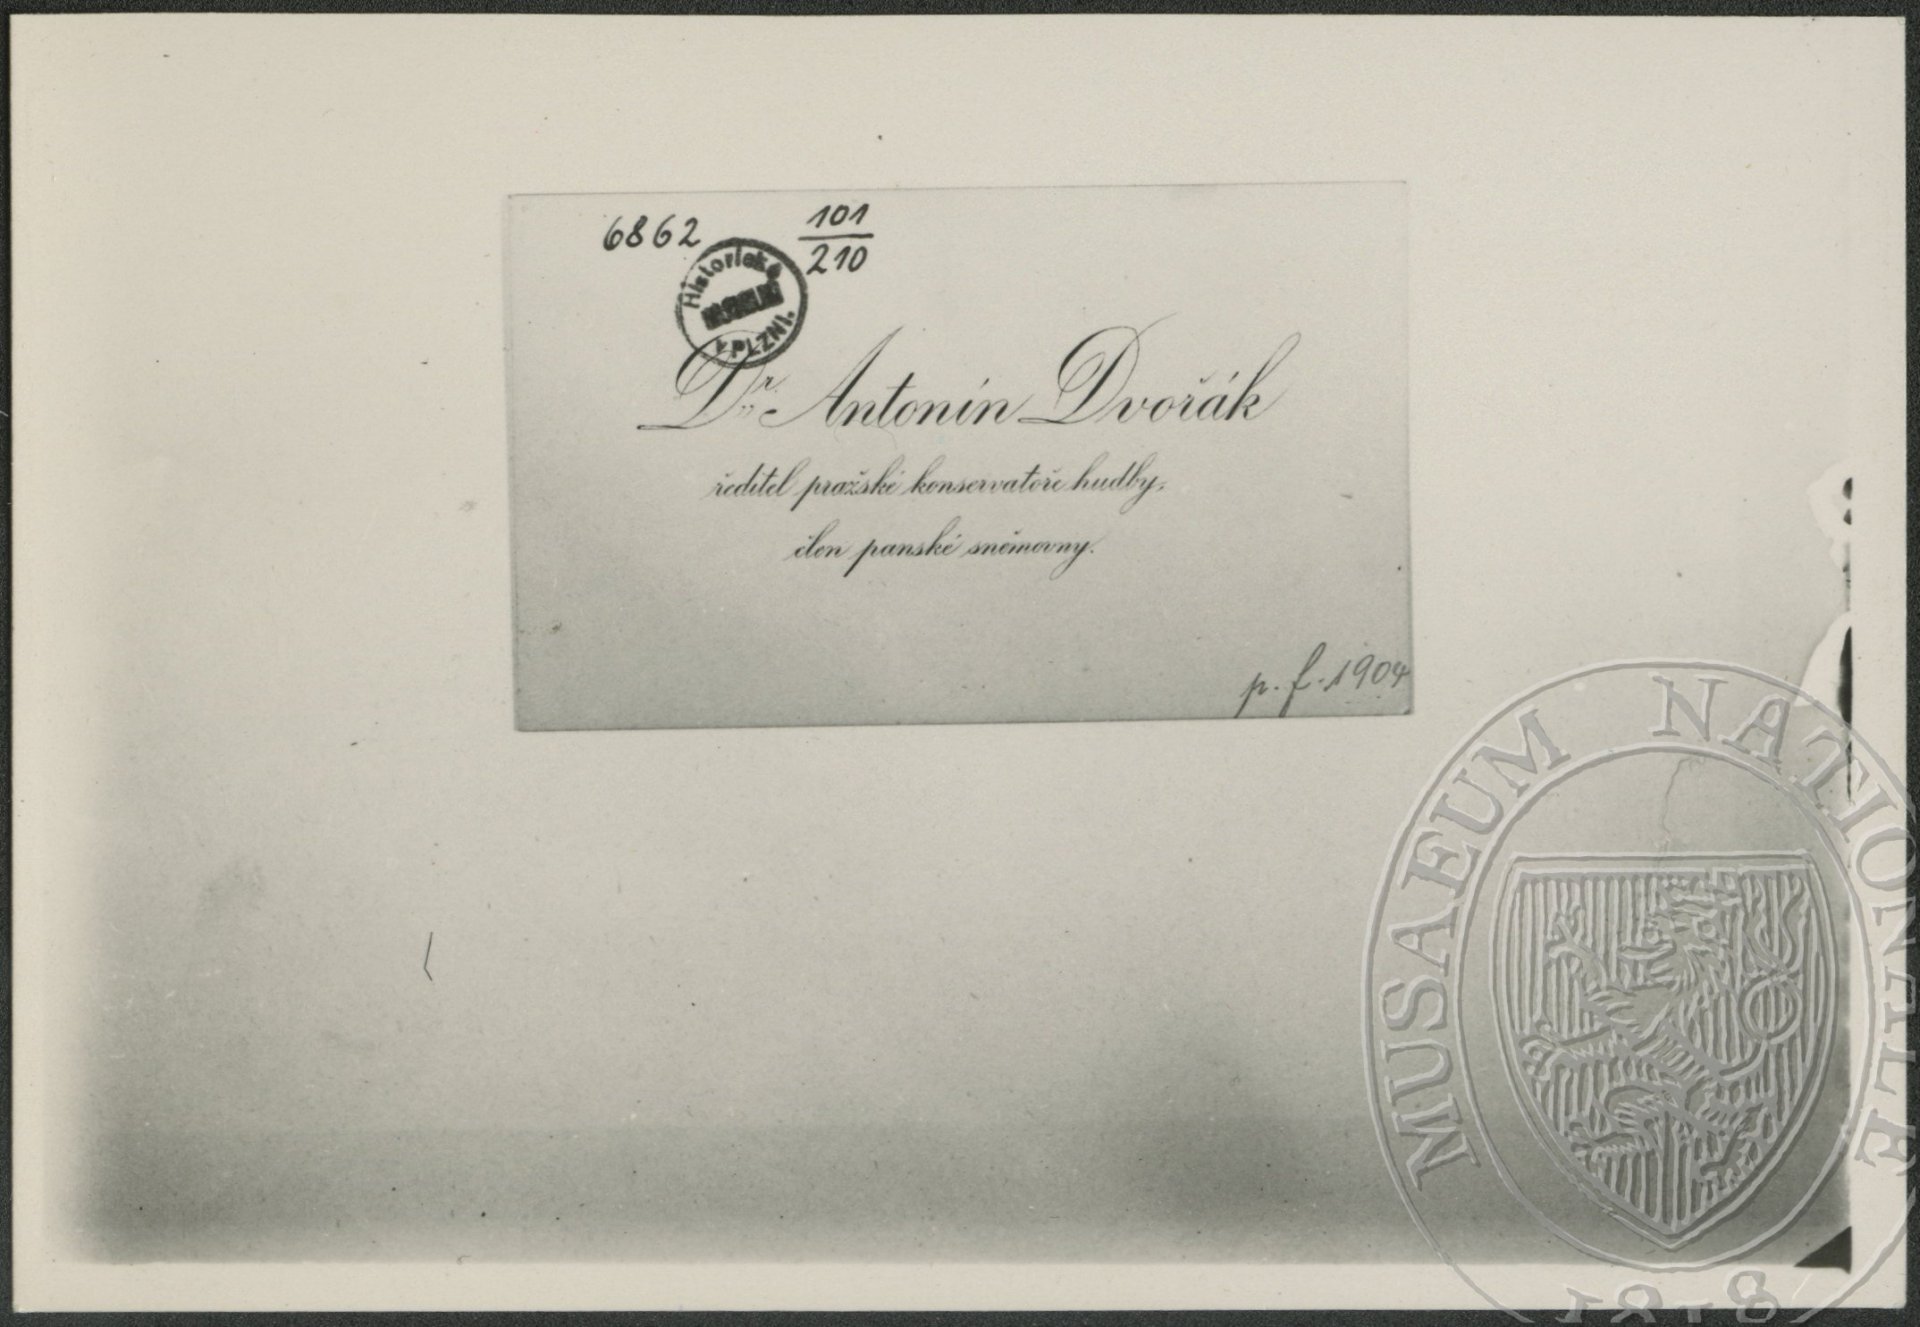 6862
101
210
Historické
v PLZNI.
Dr. Antonín Dvořák
ředitel pražské konservatoře hudby,
člen panské sněmovny.
p. f. 1904
MUSAEUM NATIONALE
1818